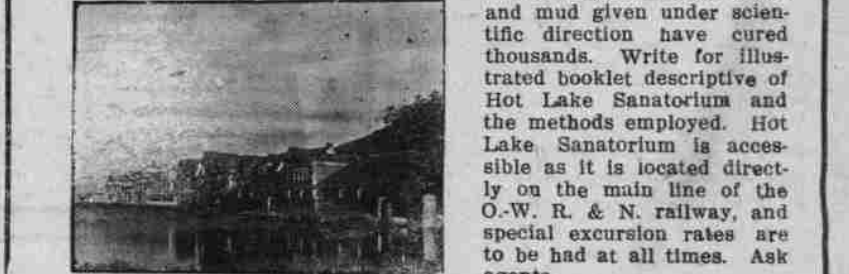 and mud given under scien-
tific direction have cured
thousands. Write for illus-
trated booklet descriptive of
Hot Lake Sanatorium and
the methods employed. Hot
Lake Sanatorium is acces-
sible as it is located direct-
ly on the main line of the
O.-W. R. & N. railway, and
special excursion rates are
to be had at all times. Ask